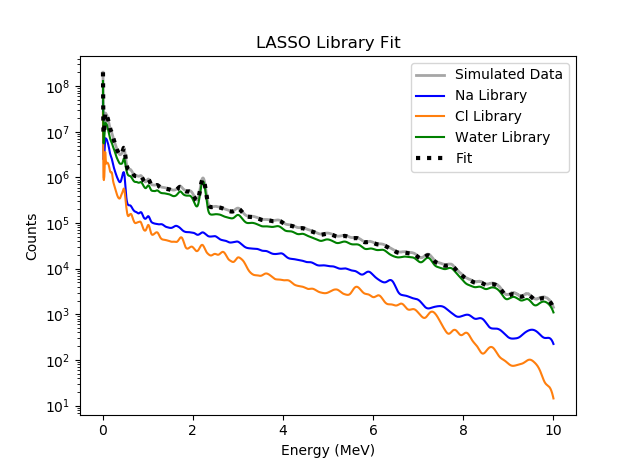 LASSO Library Fit
Simulated Data
Na Library
Cl Library
Water Library
Fit
Counts
10⁸
10⁷
10⁶
10⁵
10⁴
10³
10²
10¹
0 2 4 6 8 10
Energy (MeV)